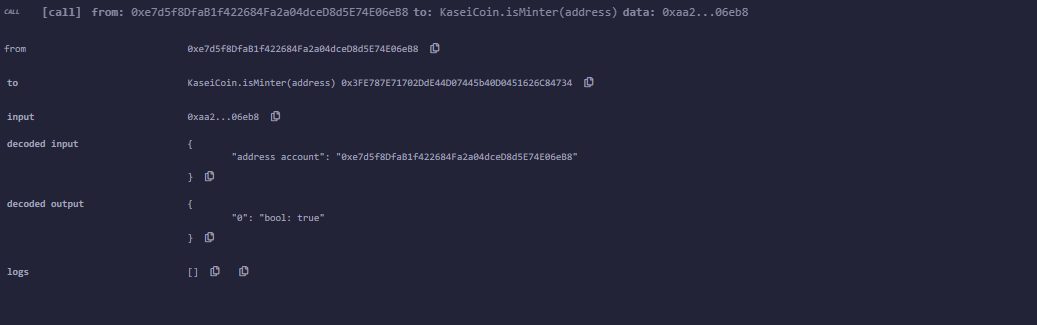 CALL [call] from: 0xe7d5f8DfaB1f422684Fa2a04dceD8d5E74E06eB8 to: KaseiCoin.isMinter(address) data: 0xaa2...06eb8
from 0xe7d5f8DfaB1f422684Fa2a04dceD8d5E74E06eB8
to KaseiCoin.isMinter(address) 0x3FE787E71702DdE44D07445b40D0451626C84734
input 0xaa2...06eb8
decoded input {
"address account": "0xe7d5f8DfaB1f422684Fa2a04dceD8d5E74E06eB8"
}
decoded output {
"0": "bool: true"
}
logs []